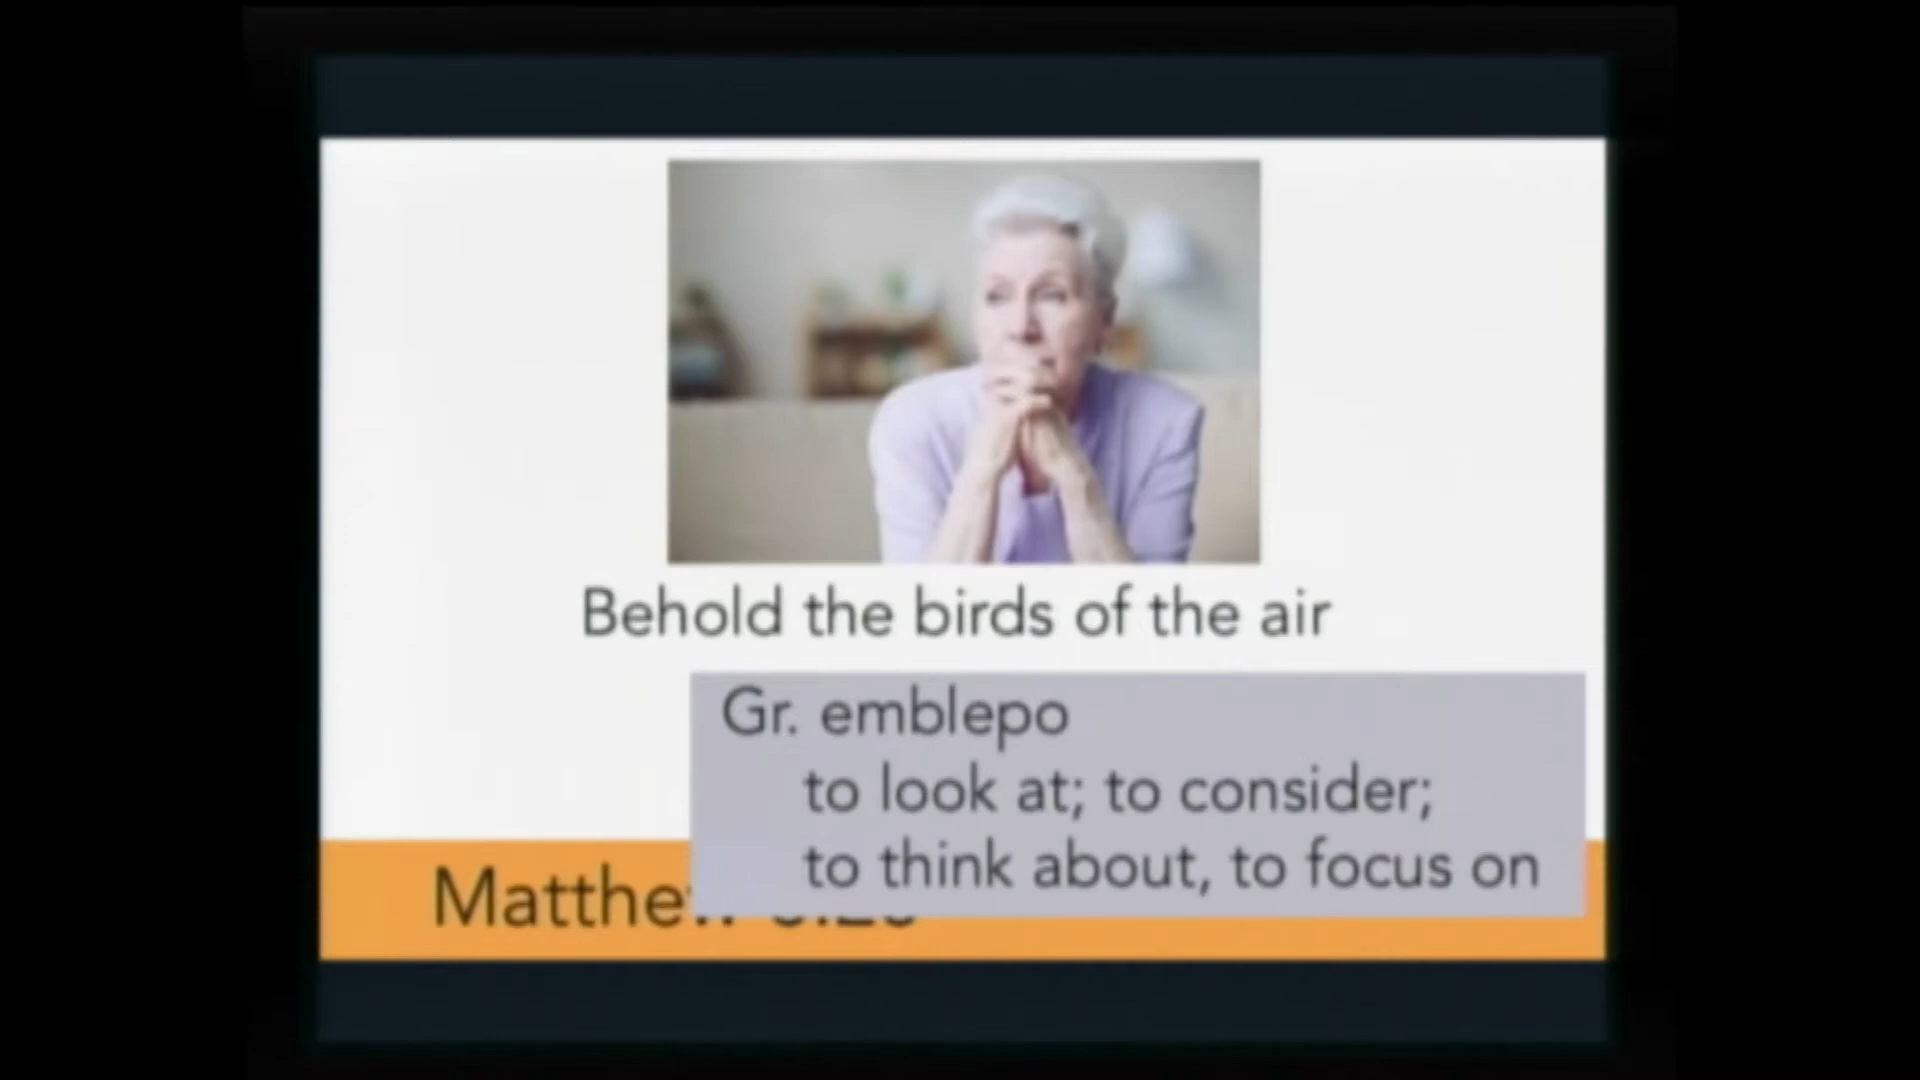 Behold the birds of the air
Gr. emblepo
to look at; to consider;
to think about, to focus on
Matthew